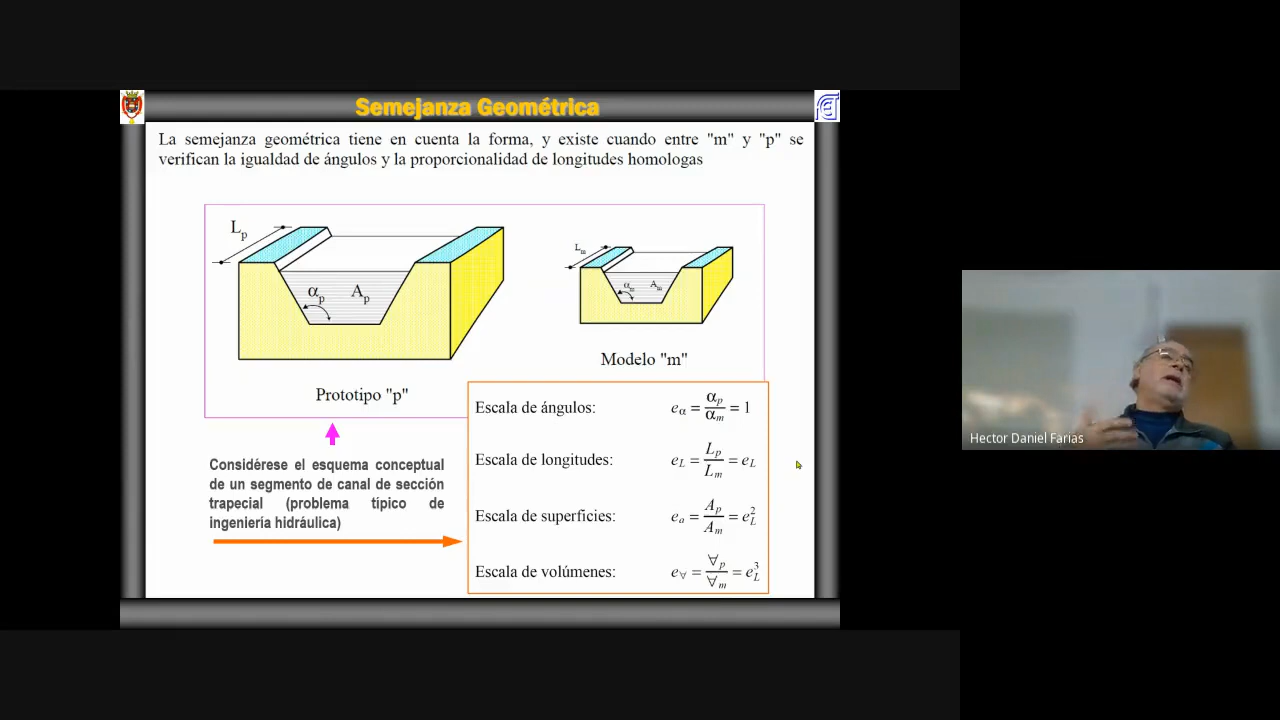 Semejanza Geométrica
La semejanza geométrica tiene en cuenta la forma, y existe cuando entre "m" y "p" se
verifican la igualdad de ángulos y la proporcionalidad de longitudes homologas
Lp
αp
Ap
Prototipo "p"
Lm
αm
Am
Modelo "m"
Considérese el esquema conceptual
de un segmento de canal de sección
trapecial (problema típico de
ingeniería hidráulica)
Escala de ángulos: eα = αp/αm = 1
Escala de longitudes: eL = Lp/Lm = eL
Escala de superficies: ea = Ap/Am = eL²
Escala de volúmenes: e∀ = ∀p/∀m = eL³
Hector Daniel Farias